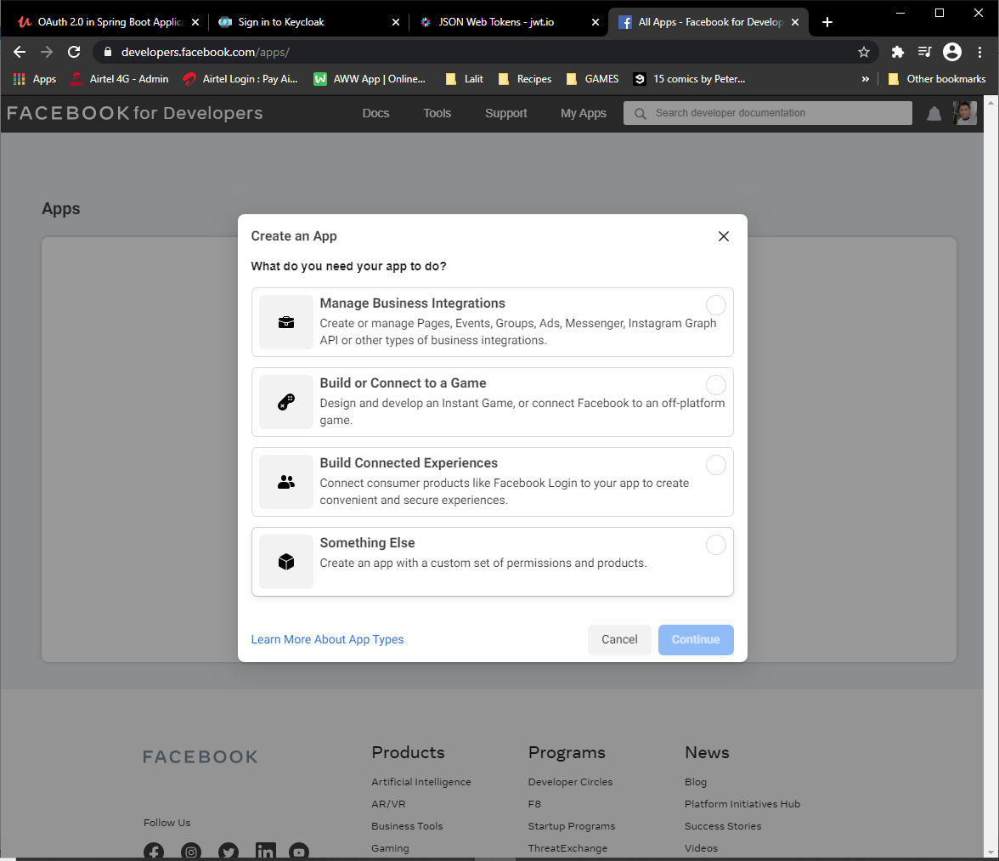 OAuth 2.0 in Spring Boot Applica
Sign in to Keycloak
JSON Web Tokens - jwt.io
All Apps - Facebook for Develop
developers.facebook.com/apps/
Apps
airtel
Airtel 4G - Admin
Airtel Login : Pay Ai...
W
AWW App | Online...
Lalit
Recipes
GAMES
9
15 comics by Peter...
»
Other bookmarks
FACEBOOK for Developers
Docs
Tools
Support
My Apps
Search developer documentation
Apps
Create an App
What do you need your app to do?
Manage Business Integrations
Create or manage Pages, Events, Groups, Ads, Messenger, Instagram Graph
API or other types of business integrations.
Build or Connect to a Game
Design and develop an Instant Game, or connect Facebook to an off-platform
game.
Build Connected Experiences
Connect consumer products like Facebook Login to your app to create
convenient and secure experiences.
Something Else
Create an app with a custom set of permissions and products.
Learn More About App Types
Cancel
Continue
FACEBOOK
Follow Us
Products
Artificial Intelligence
AR/VR
Business Tools
Gaming
Programs
Developer Circles
F8
Startup Programs
ThreatExchange
News
Blog
Platform Initiatives Hub
Success Stories
Videos